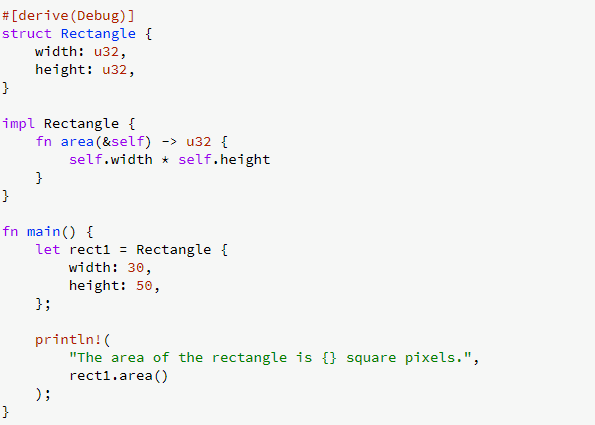 #[derive(Debug)]
struct Rectangle {
    width: u32,
    height: u32,
}

impl Rectangle {
    fn area(&self) -> u32 {
        self.width * self.height
    }
}

fn main() {
    let rect1 = Rectangle {
        width: 30,
        height: 50,
    };

    println!(
        "The area of the rectangle is {} square pixels.",
        rect1.area()
    );
}